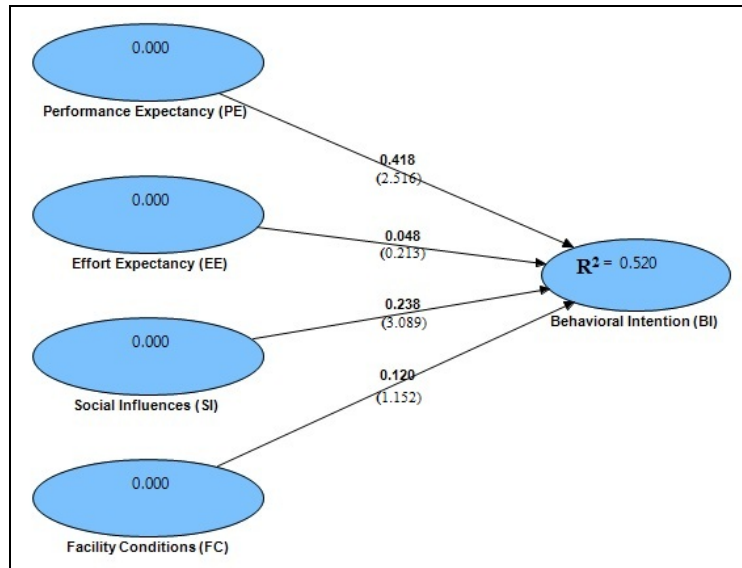 0.000
Performance Expectancy (PE)
0.418
(2.516)
0.000
Effort Expectancy (EE)
0.048
(0.213)
R² = 0.520
Behavioral Intention (BI)
0.238
(3.089)
0.000
Social Influences (SI)
0.120
(1.152)
0.000
Facility Conditions (FC)